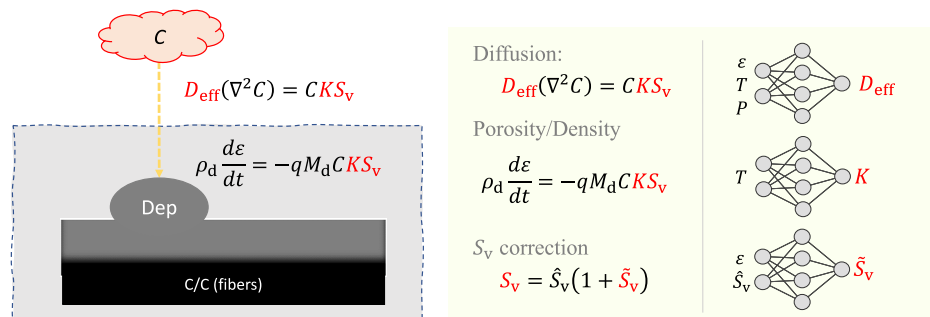 C
D_eff(∇²C) = CKS_v
ρ_d dε/dt = −qM_d CKS_v
Dep
C/C (fibers)
Diffusion:
D_eff(∇²C) = CKS_v
Porosity/Density
ρ_d dε/dt = −qM_d CKS_v
S_v correction
S_v = Ŝ_v(1 + S̃_v)
ε
T
P
D_eff
T
K
ε
Ŝ_v
S̃_v